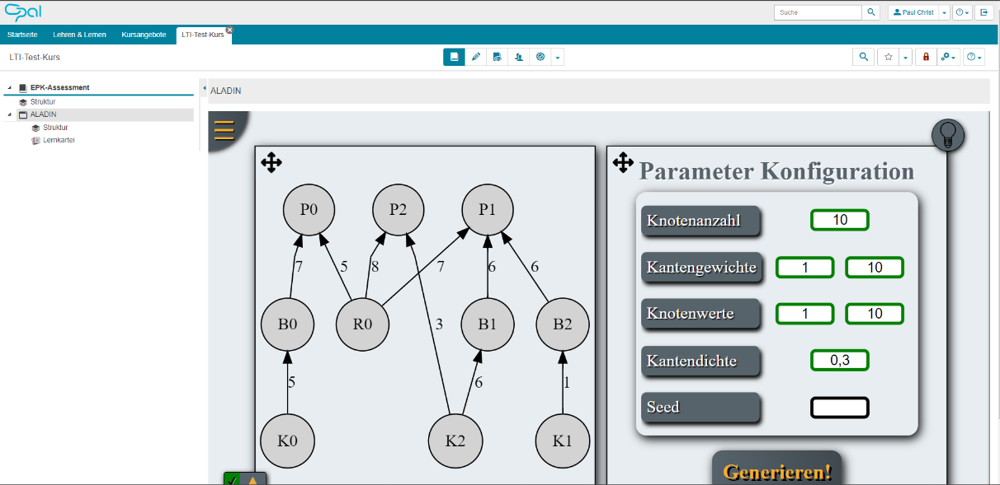 Opal
Suche
Paul Christ
Startseite Lehren & Lernen Kursangebote LTI-Test-Kurs
LTI-Test-Kurs
EPK-Assessment
Struktur
ALADIN
Struktur
Lernkartei
ALADIN
P0 P2 P1
7 5 8 7 6 6
B0 R0 3 B1 B2
5 6 1
K0 K2 K1
Parameter Konfiguration
Knotenanzahl 10
Kantengewichte 1 10
Knotenwerte 1 10
Kantendichte 0,3
Seed
Generieren!